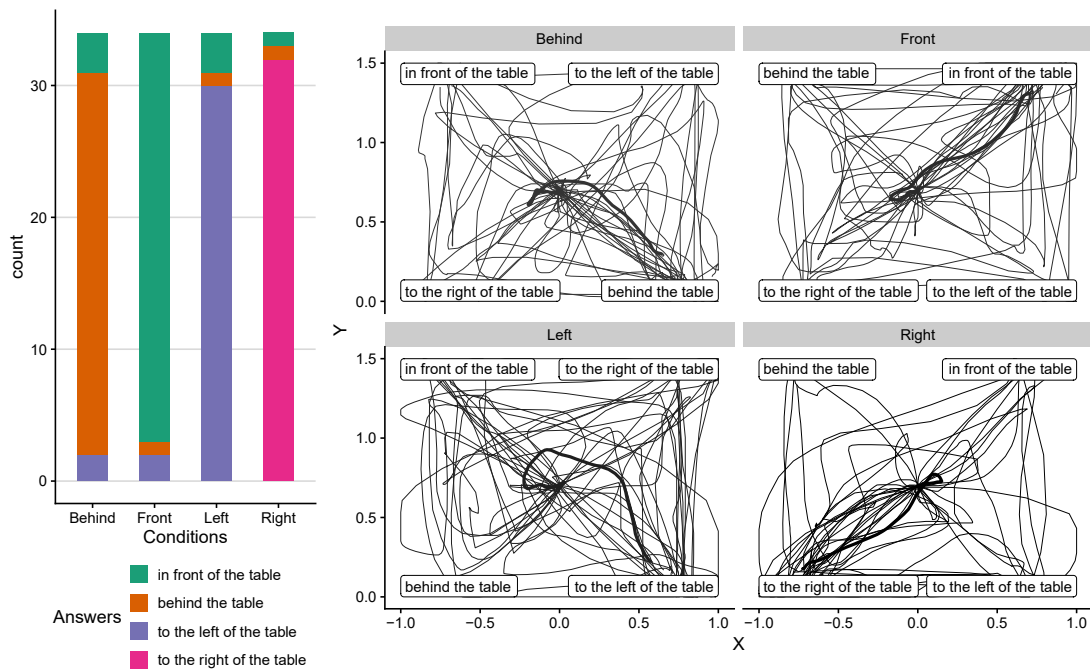 count
30
20
10
0
Behind
Front
Left
Right
Conditions
Answers
in front of the table
behind the table
to the left of the table
to the right of the table
Y
Behind
1.5
1.0
0.5
0.0
in front of the table
to the left of the table
to the right of the table
behind the table
Front
behind the table
in front of the table
to the right of the table
to the left of the table
Left
1.5
1.0
0.5
0.0
in front of the table
to the right of the table
behind the table
to the left of the table
−1.0
−0.5
0.0
0.5
1.0
Right
behind the table
in front of the table
to the right of the table
to the left of the table
−1.0
−0.5
0.0
0.5
1.0
X